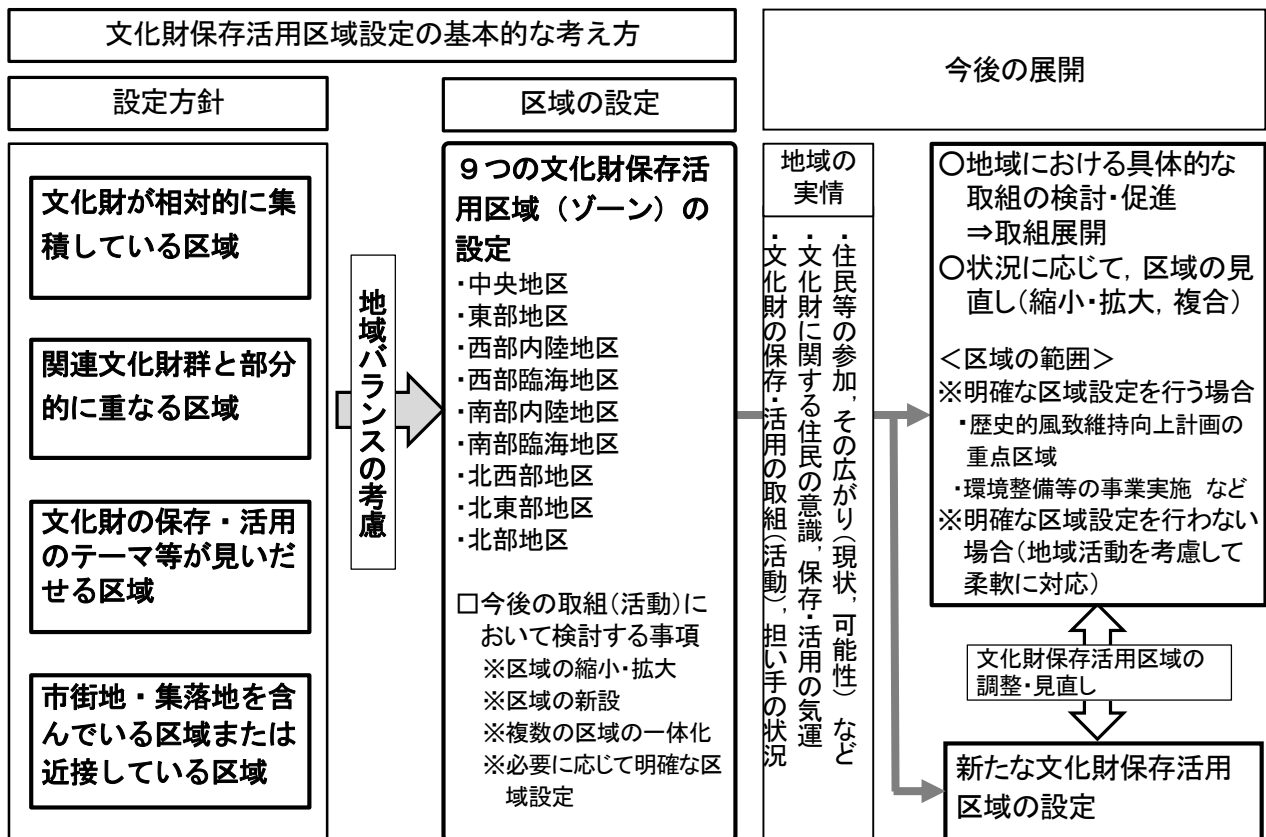 文化財保存活用区域設定の基本的な考え方
設定方針
文化財が相対的に集
積している区域
関連文化財群と部分
的に重なる区域
文化財の保存・活用
のテーマ等が見いだ
せる区域
市街地・集落地を含
んでいる区域または
近接している区域
地域バランスの考慮
区域の設定
9つの文化財保存活
用区域（ゾーン）の
設定
・中央地区
・東部地区
・西部内陸地区
・西部臨海地区
・南部内陸地区
・南部臨海地区
・北西部地区
・北東部地区
・北部地区
□今後の取組（活動）に
おいて検討する事項
※区域の縮小・拡大
※区域の新設
※複数の区域の一体化
※必要に応じて明確な区
域設定
今後の展開
地域の
実情
・住民等の参加，その広がり（現状，可能性） など
・文化財に関する住民の意識，保存・活用の気運
・文化財の保存・活用の取組（活動），担い手の状況
○地域における具体的な
取組の検討・促進
⇒取組展開
○状況に応じて，区域の見
直し（縮小・拡大，複合）
＜区域の範囲＞
※明確な区域設定を行う場合
・歴史的風致維持向上計画の
重点区域
・環境整備等の事業実施 など
※明確な区域設定を行わない
場合（地域活動を考慮して
柔軟に対応）
文化財保存活用区域の
調整・見直し
新たな文化財保存活用
区域の設定